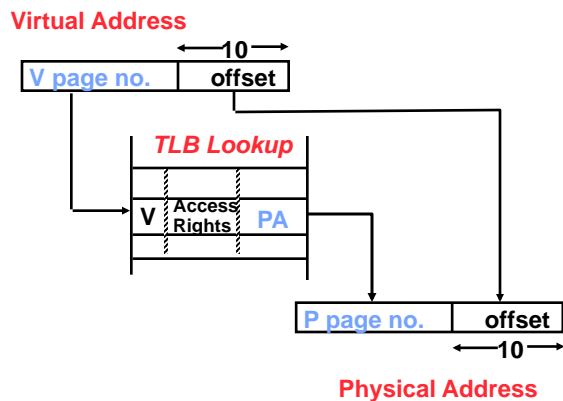 Virtual Address
10
V page no. offset
TLB Lookup
V Access Rights PA
P page no. offset
10
Physical Address